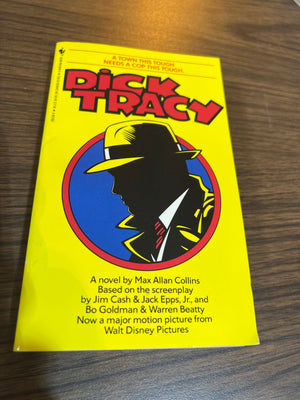 A TOWN THIS TOUGH
NEEDS A COP THIS TOUGH.
DICK
TRACY
A novel by Max Allan Collins
Based on the screenplay
by Jim Cash & Jack Epps, Jr., and
Bo Goldman & Warren Beatty
Now a major motion picture from
Walt Disney Pictures